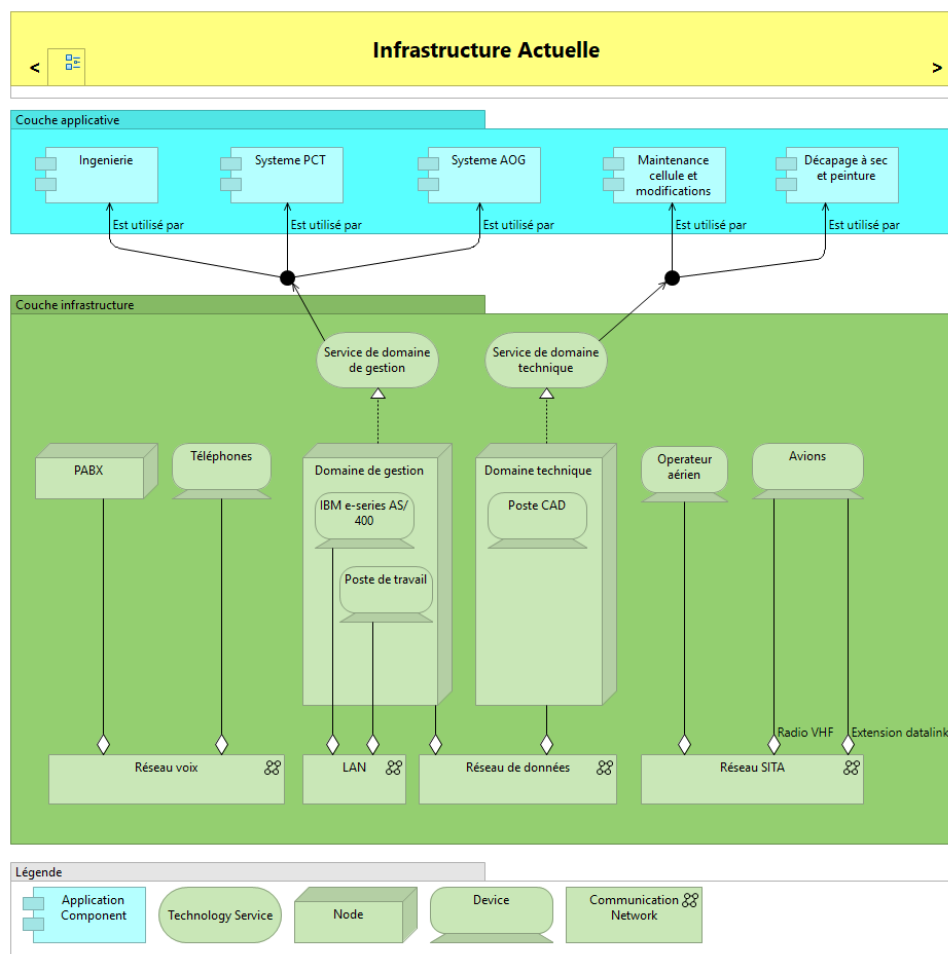 Infrastructure Actuelle
<
>
Couche applicative
Ingenierie
Systeme PCT
Systeme AOG
Maintenance
cellule et
modifications
Décapage à sec
et peinture
Est utilisé par
Est utilisé par
Est utilisé par
Est utilisé par
Est utilisé par
Couche infrastructure
Service de domaine
de gestion
Service de domaine
technique
PABX
Téléphones
Domaine de gestion
IBM e-series AS/
400
Poste de travail
Domaine technique
Poste CAD
Operateur
aérien
Avions
Radio VHF
Extension datalink
Réseau voix
LAN
Réseau de données
Réseau SITA
Légende
Application
Component
Technology Service
Node
Device
Communication
Network